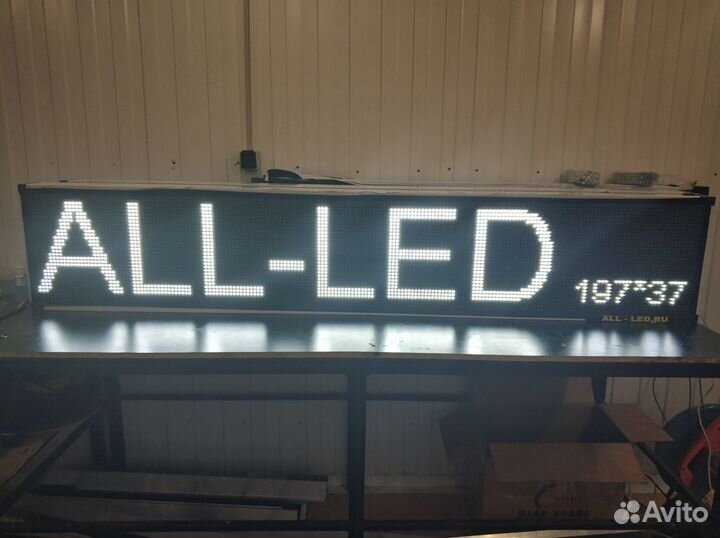 ALL-LED
197*37
ALL - LED.RU
Avito